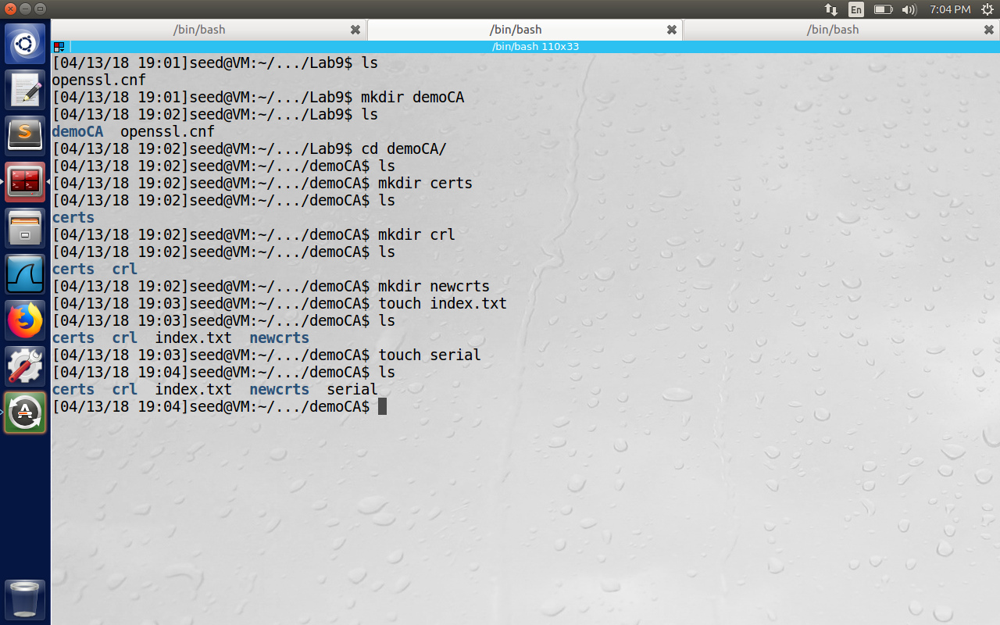 En 7:04 PM
/bin/bash /bin/bash /bin/bash
/bin/bash 110x33
[04/13/18 19:01]seed@VM:~/.../Lab9$ ls
openssl.cnf
[04/13/18 19:01]seed@VM:~/.../Lab9$ mkdir demoCA
[04/13/18 19:02]seed@VM:~/.../Lab9$ ls
demoCA  openssl.cnf
[04/13/18 19:02]seed@VM:~/.../Lab9$ cd demoCA/
[04/13/18 19:02]seed@VM:~/.../demoCA$ ls
[04/13/18 19:02]seed@VM:~/.../demoCA$ mkdir certs
[04/13/18 19:02]seed@VM:~/.../demoCA$ ls
certs
[04/13/18 19:02]seed@VM:~/.../demoCA$ mkdir crl
[04/13/18 19:02]seed@VM:~/.../demoCA$ ls
certs  crl
[04/13/18 19:02]seed@VM:~/.../demoCA$ mkdir newcrts
[04/13/18 19:03]seed@VM:~/.../demoCA$ touch index.txt
[04/13/18 19:03]seed@VM:~/.../demoCA$ ls
certs  crl  index.txt  newcrts
[04/13/18 19:03]seed@VM:~/.../demoCA$ touch serial
[04/13/18 19:04]seed@VM:~/.../demoCA$ ls
certs  crl  index.txt  newcrts  serial
[04/13/18 19:04]seed@VM:~/.../demoCA$